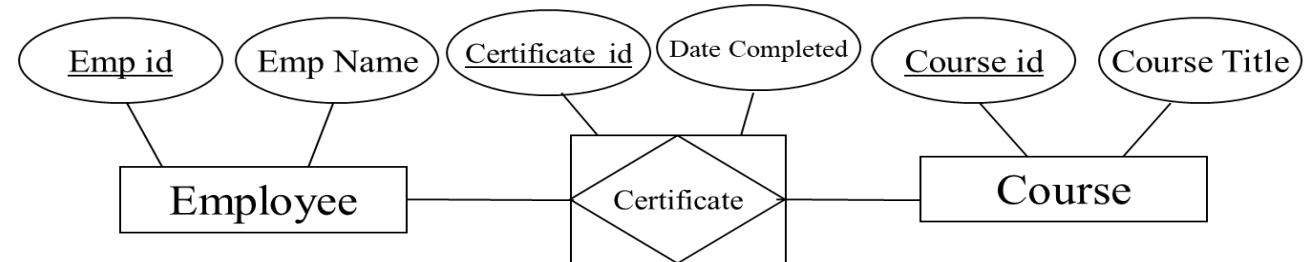 Emp id
Emp Name
Certificate id
Date Completed
Course id
Course Title
Employee
Certificate
Course